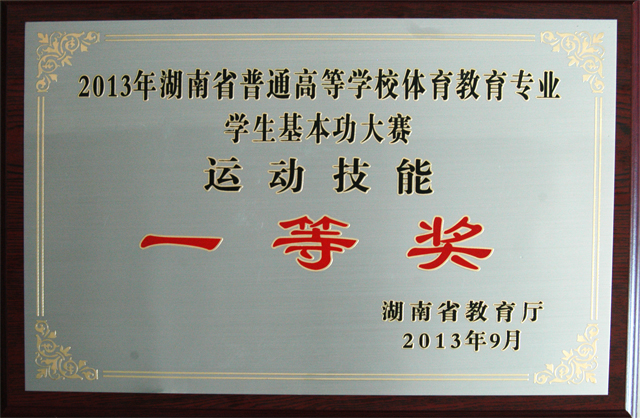 2013年湖南省普通高等学校体育教育专业
学生基本功大赛
运动技能
一等奖
湖南省教育厅
2013年9月